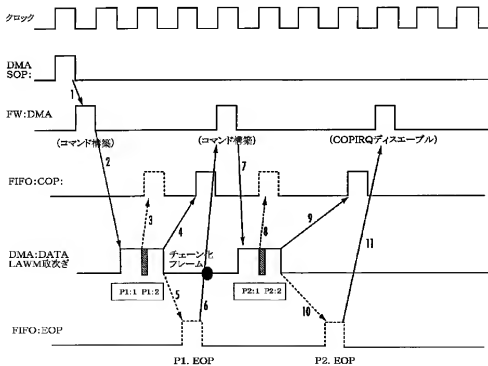 クロック
DMA
SOP:
1
FW:DMA
(コマンド構築)
(コマンド構築)
(COPIRQディスエーブル)
2
7
FIFO:COP:
3
4
8
9
11
DMA:DATA
LAWM取次ぎ
チェーン化
フレーム
P1:1 P1:2
P2:1 P2:2
5
6
10
FIFO:EOP
P1. EOP
P2. EOP